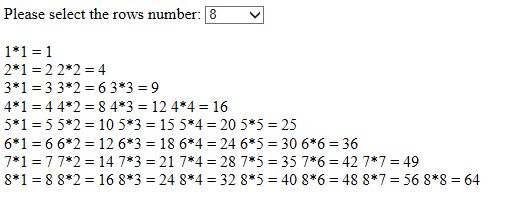 Please select the rows number: 8
1*1 = 1
2*1 = 2 2*2 = 4
3*1 = 3 3*2 = 6 3*3 = 9
4*1 = 4 4*2 = 8 4*3 = 12 4*4 = 16
5*1 = 5 5*2 = 10 5*3 = 15 5*4 = 20 5*5 = 25
6*1 = 6 6*2 = 12 6*3 = 18 6*4 = 24 6*5 = 30 6*6 = 36
7*1 = 7 7*2 = 14 7*3 = 21 7*4 = 28 7*5 = 35 7*6 = 42 7*7 = 49
8*1 = 8 8*2 = 16 8*3 = 24 8*4 = 32 8*5 = 40 8*6 = 48 8*7 = 56 8*8 = 64